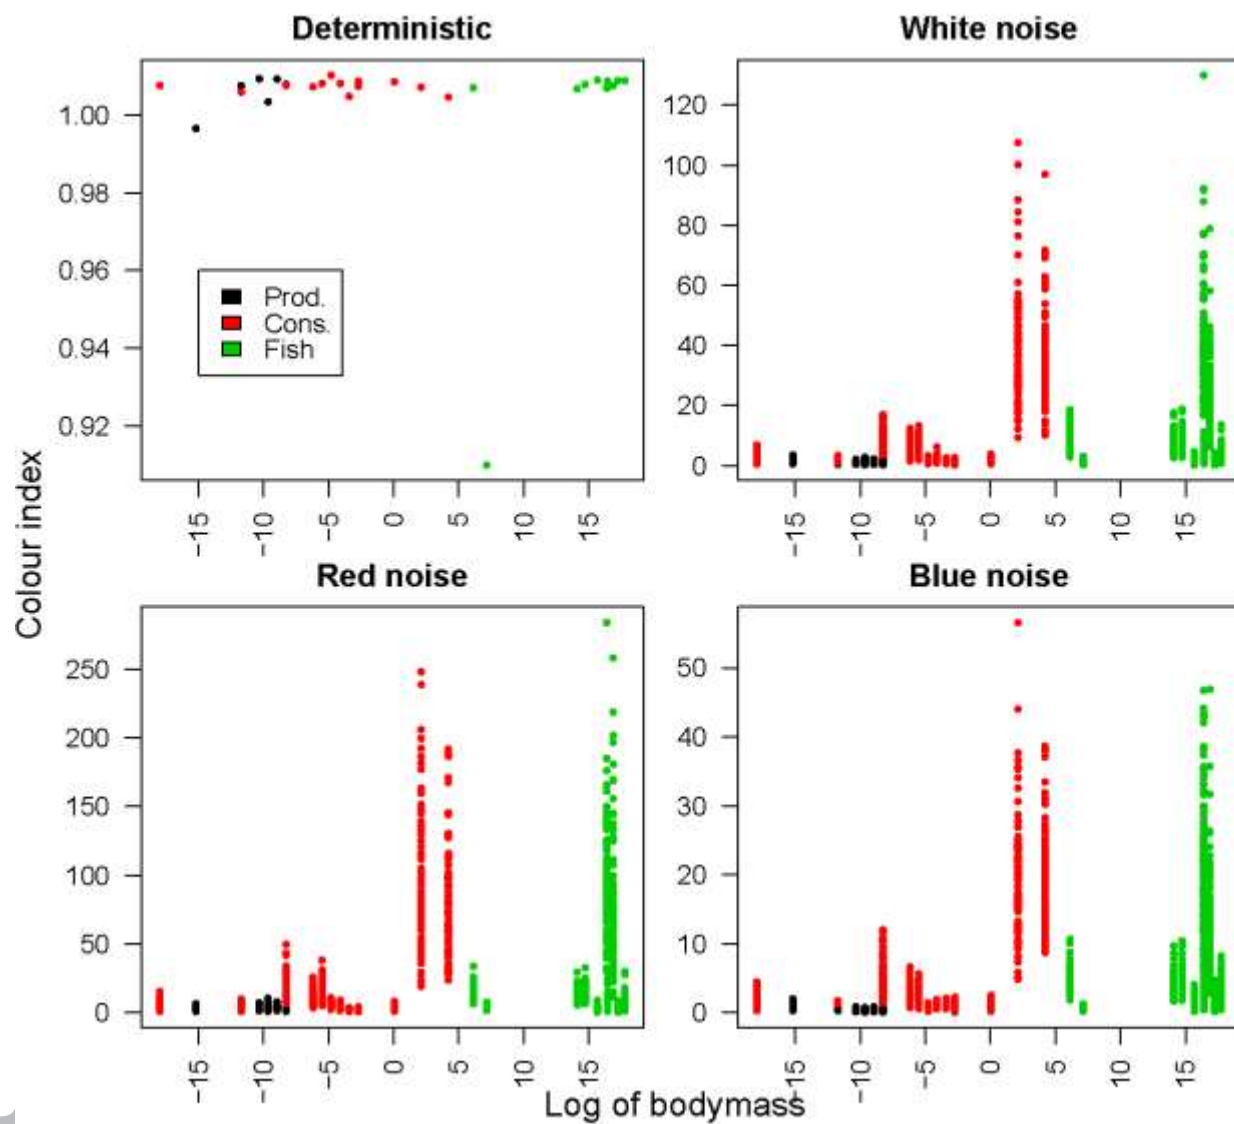 Deterministic
White noise
Colour index
1.00
0.98
0.96
0.94
0.92
Prod.
Cons.
Fish
120
100
80
60
40
20
0
−15 −10 −5 0 5 10 15
−15 −10 −5 0 5 10 15
Red noise
Blue noise
250
200
150
100
50
0
50
40
30
20
10
0
−15 −10 −5 0 5 10 15
−15 −10 −5 0 5 10 15
Log of bodymass